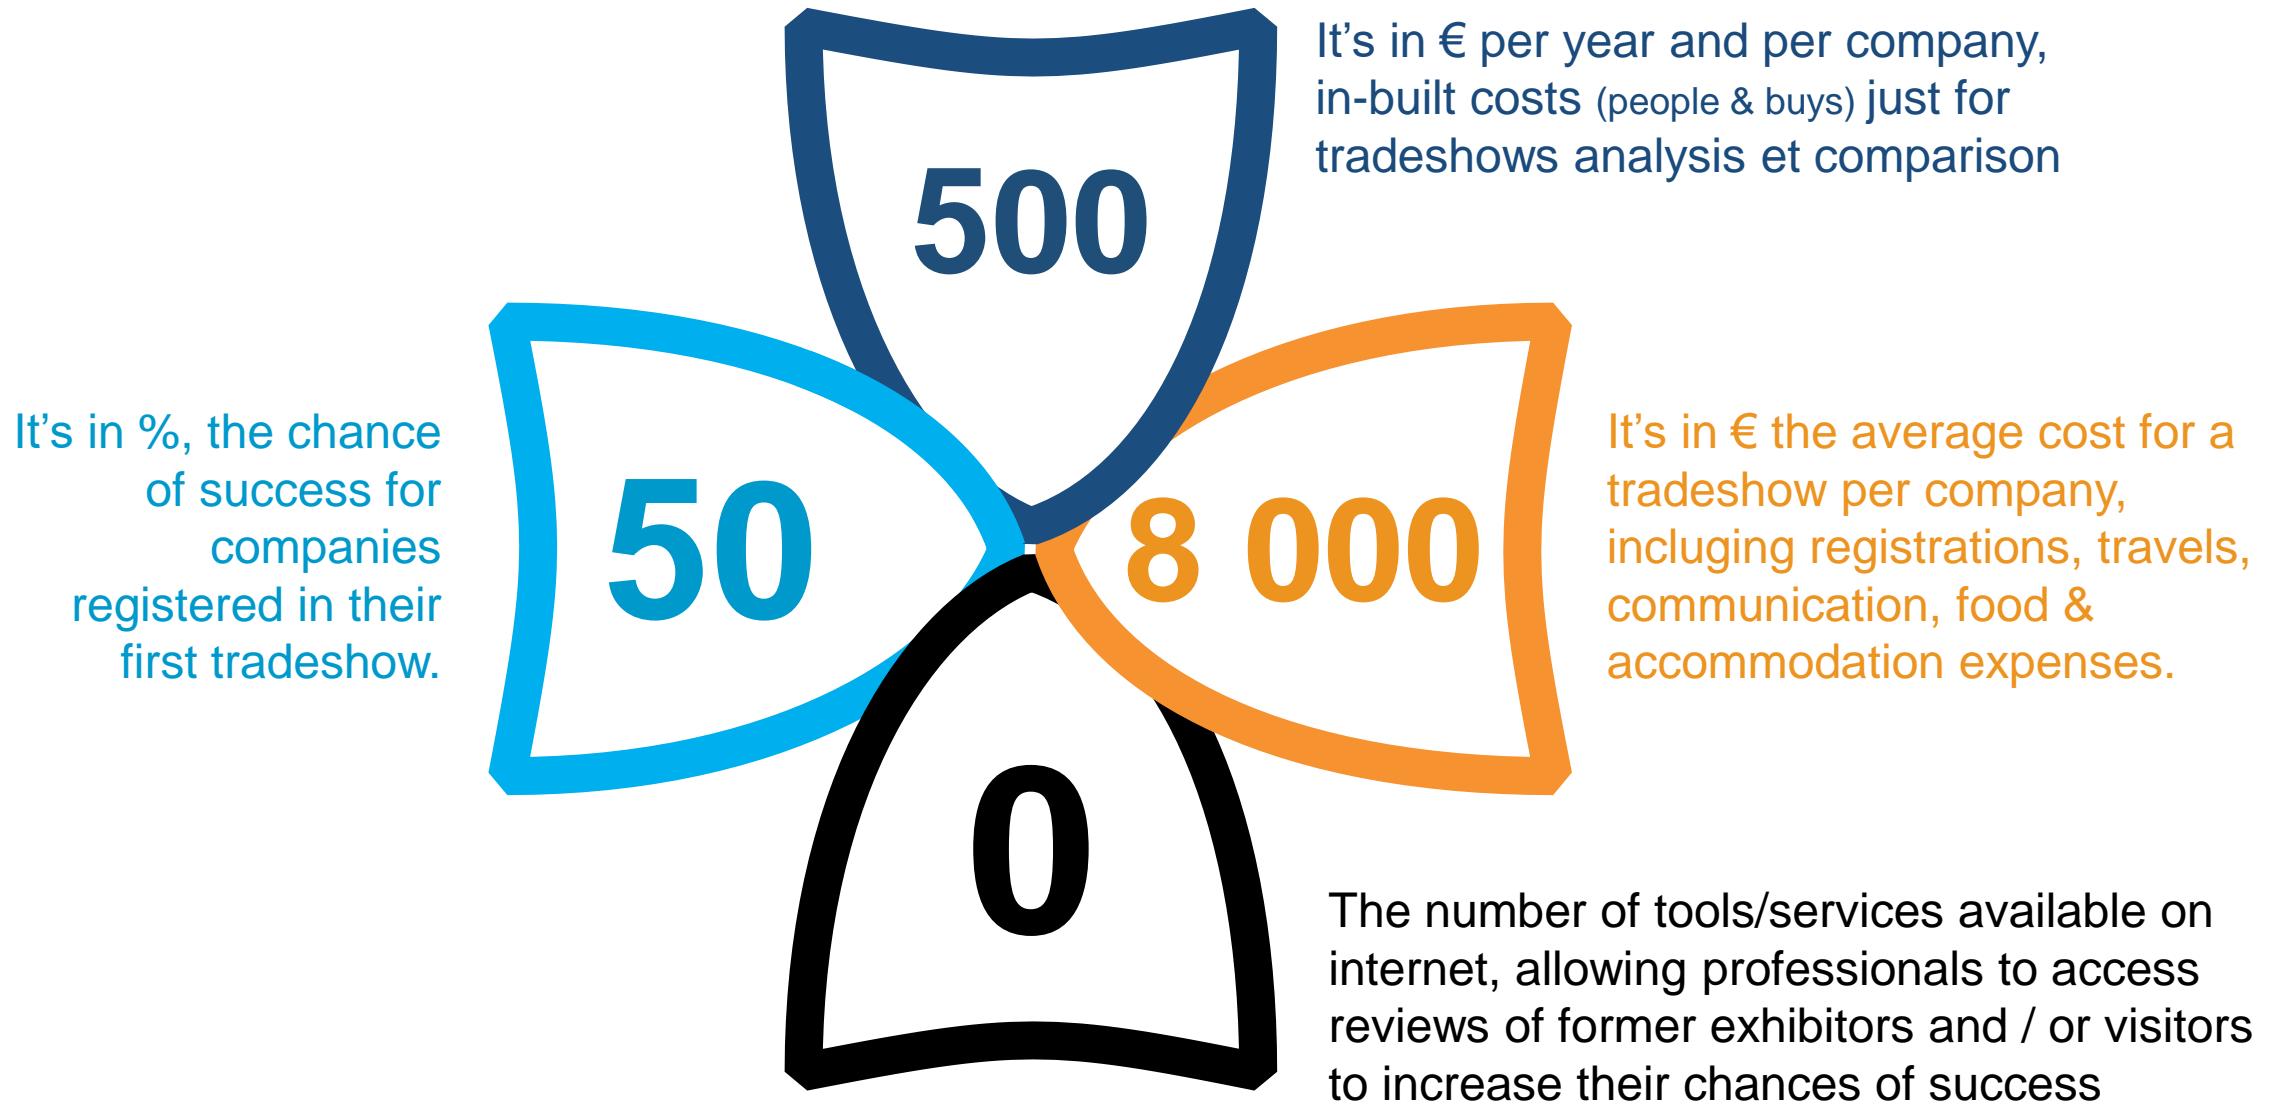 500
It’s in € per year and per company,
in-built costs (people & buys) just for
tradeshows analysis et comparison
It’s in %, the chance
of success for
companies
registered in their
first tradeshow.
50
8 000
It’s in € the average cost for a
tradeshow per company,
incluging registrations, travels,
communication, food &
accommodation expenses.
0
The number of tools/services available on
internet, allowing professionals to access
reviews of former exhibitors and / or visitors
to increase their chances of success